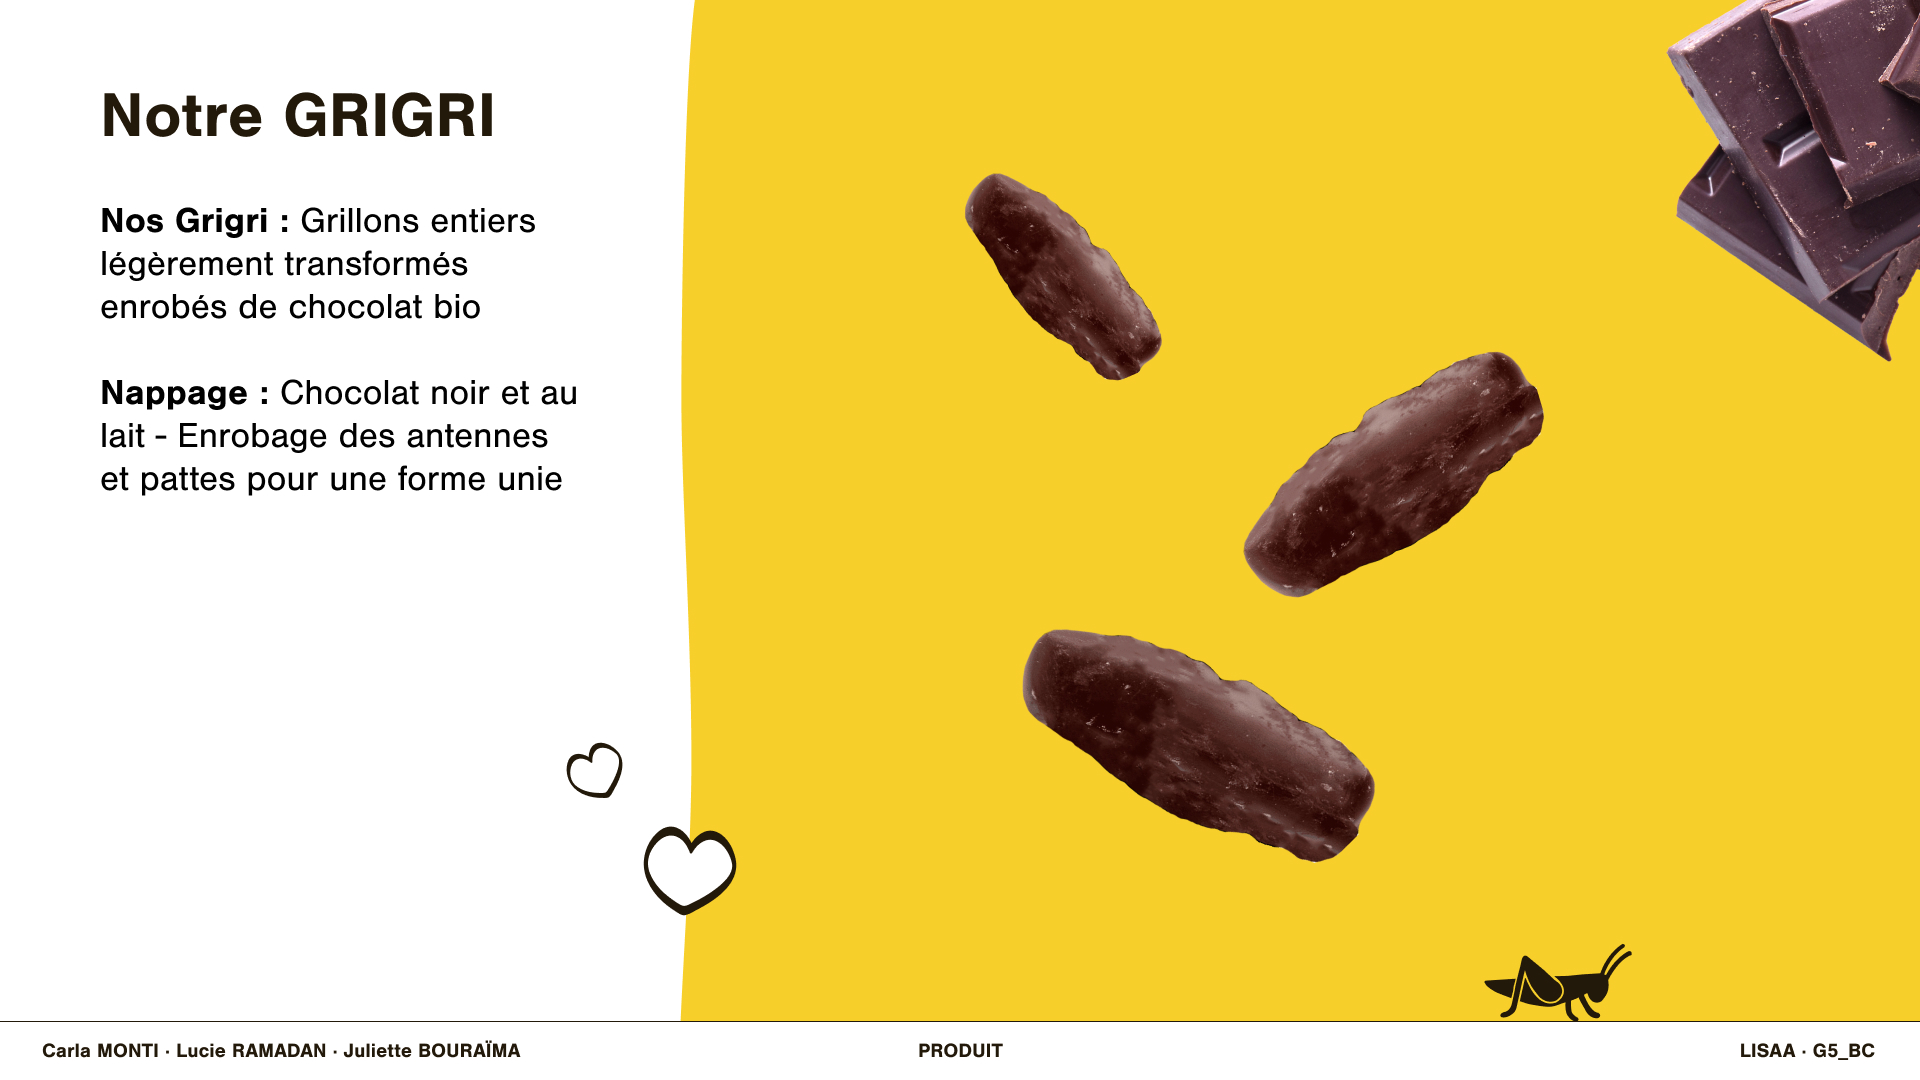 Notre GRIGRI
Nos Grigri : Grillons entiers
légèrement transformés
enrobés de chocolat bio
Nappage : Chocolat noir et au
lait - Enrobage des antennes
et pattes pour une forme unie
Carla MONTI · Lucie RAMADAN · Juliette BOURAÏMA
PRODUIT
LISAA · G5_BC